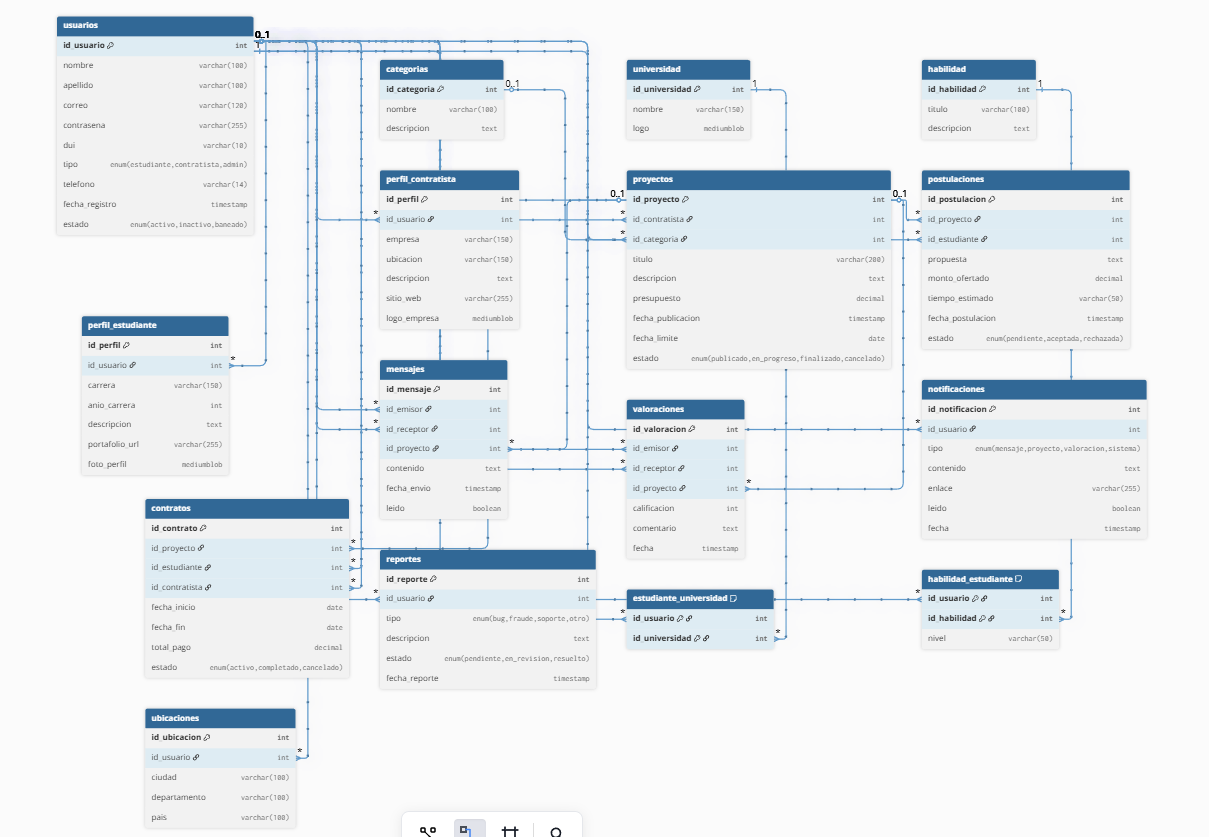 usuarios
id_usuario int
nombre varchar(100)
apellido varchar(100)
correo varchar(120)
contrasena varchar(255)
dui varchar(10)
tipo enum(estudiante,contratista,admin)
telefono varchar(14)
fecha_registro timestamp
estado enum(activo,inactivo,baneado)
0..1
1
categorias
id_categoria int
0..1
nombre varchar(100)
descripcion text
universidad
id_universidad int
1
nombre varchar(150)
logo mediumblob
habilidad
id_habilidad int
1
titulo varchar(100)
descripcion text
perfil_contratista
id_perfil int
* id_usuario int
empresa varchar(150)
ubicacion varchar(150)
descripcion text
sitio_web varchar(255)
logo_empresa mediumblob
proyectos
0..1
id_proyecto int
0..1
* id_contratista int
* id_categoria int
titulo varchar(200)
descripcion text
presupuesto decimal
fecha_publicacion timestamp
fecha_limite date
estado enum(publicado,en_progreso,finalizado,cancelado)
postulaciones
id_postulacion int
* id_proyecto int
* id_estudiante int
propuesta text
monto_ofertado decimal
tiempo_estimado varchar(50)
fecha_postulacion timestamp
estado enum(pendiente,aceptada,rechazada)
perfil_estudiante
id_perfil int
id_usuario int *
carrera varchar(150)
anio_carrera int
descripcion text
portafolio_url varchar(255)
foto_perfil mediumblob
mensajes
id_mensaje int
* id_emisor int
* id_receptor int
id_proyecto int *
contenido text
fecha_envio timestamp
leido boolean
valoraciones
id_valoracion int
* id_emisor int
* id_receptor int
id_proyecto int *
calificacion int
comentario text
fecha timestamp
notificaciones
id_notificacion int
* id_usuario int
tipo enum(mensaje,proyecto,valoracion,sistema)
contenido text
enlace varchar(255)
leido boolean
fecha timestamp
contratos
id_contrato int
id_proyecto int *
id_estudiante int *
id_contratista int *
fecha_inicio date
fecha_fin date
total_pago decimal
estado enum(activo,completado,cancelado)
reportes
id_reporte int
* id_usuario int
tipo enum(bug,fraude,soporte,otro)
descripcion text
estado enum(pendiente,en_revision,resuelto)
fecha_reporte timestamp
estudiante_universidad
* id_usuario int
id_universidad int *
habilidad_estudiante
* id_usuario int
id_habilidad int *
nivel varchar(50)
ubicaciones
id_ubicacion int
id_usuario int *
ciudad varchar(100)
departamento varchar(100)
pais varchar(100)